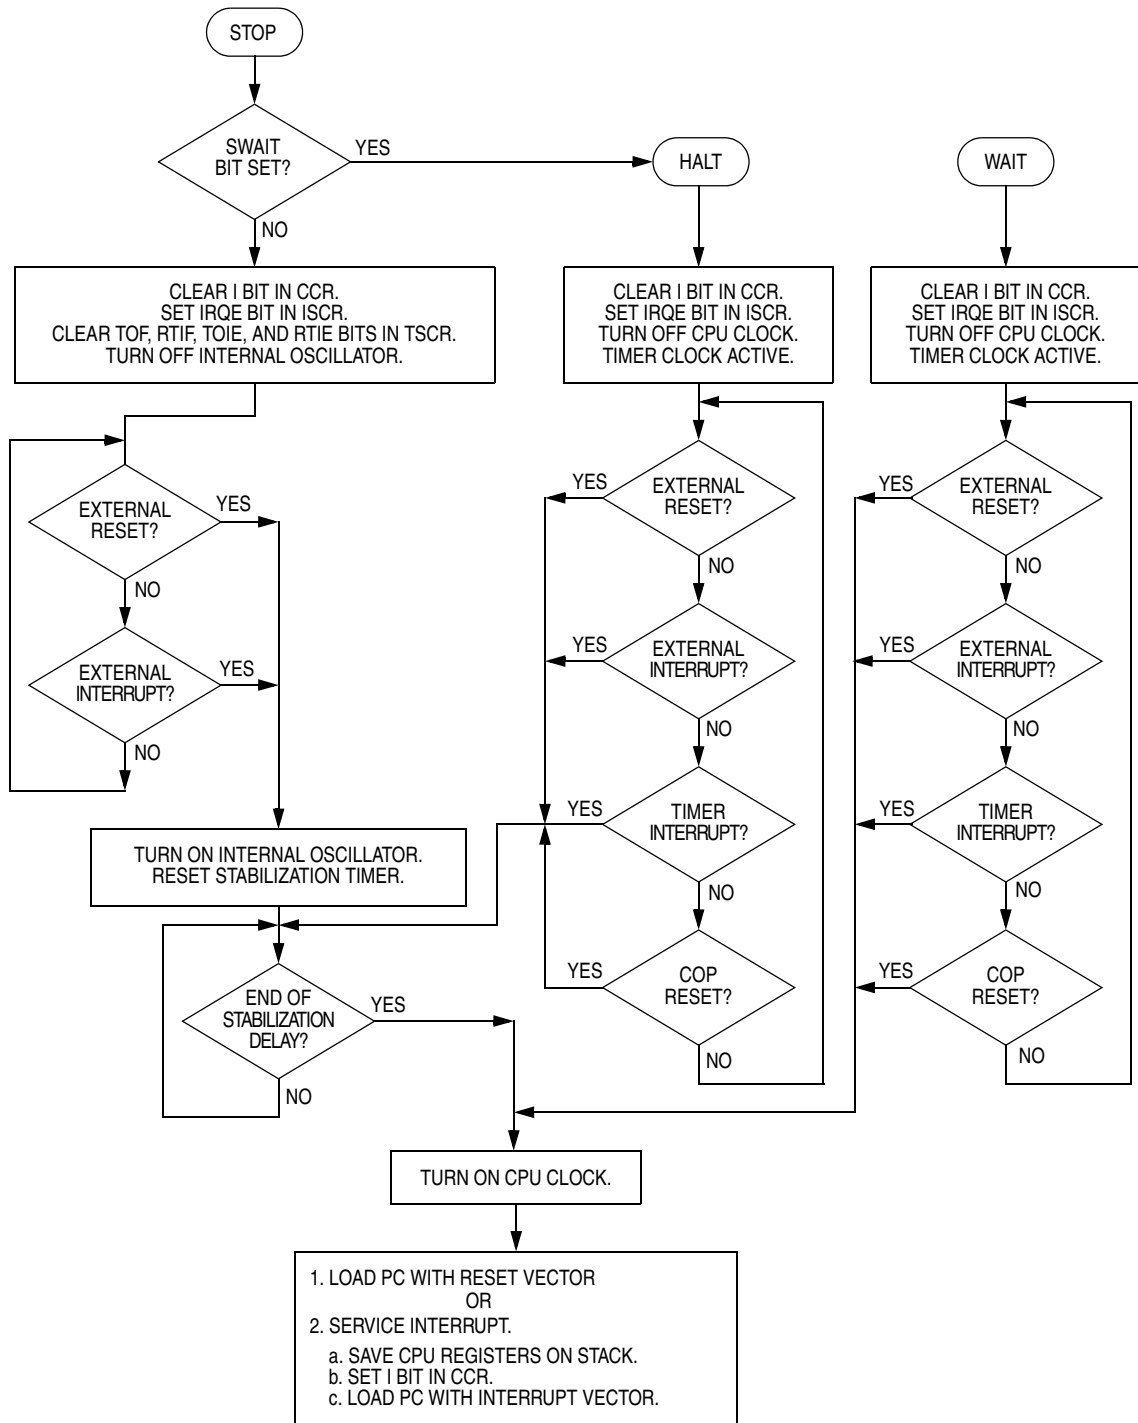 STOP
SWAIT
BIT SET?
YES
NO
HALT
WAIT
CLEAR I BIT IN CCR.
SET IRQE BIT IN ISCR.
CLEAR TOF, RTIF, TOIE, AND RTIE BITS IN TSCR.
TURN OFF INTERNAL OSCILLATOR.
CLEAR I BIT IN CCR.
SET IRQE BIT IN ISCR.
TURN OFF CPU CLOCK.
TIMER CLOCK ACTIVE.
CLEAR I BIT IN CCR.
SET IRQE BIT IN ISCR.
TURN OFF CPU CLOCK.
TIMER CLOCK ACTIVE.
EXTERNAL
RESET?
YES
NO
EXTERNAL
INTERRUPT?
YES
NO
TURN ON INTERNAL OSCILLATOR.
RESET STABILIZATION TIMER.
END OF
STABILIZATION
DELAY?
YES
NO
YES
EXTERNAL
RESET?
NO
YES
EXTERNAL
INTERRUPT?
NO
YES
TIMER
INTERRUPT?
NO
YES
COP
RESET?
NO
YES
EXTERNAL
RESET?
NO
YES
EXTERNAL
INTERRUPT?
NO
YES
TIMER
INTERRUPT?
NO
YES
COP
RESET?
NO
TURN ON CPU CLOCK.
1. LOAD PC WITH RESET VECTOR
OR
2. SERVICE INTERRUPT.
a. SAVE CPU REGISTERS ON STACK.
b. SET I BIT IN CCR.
c. LOAD PC WITH INTERRUPT VECTOR.